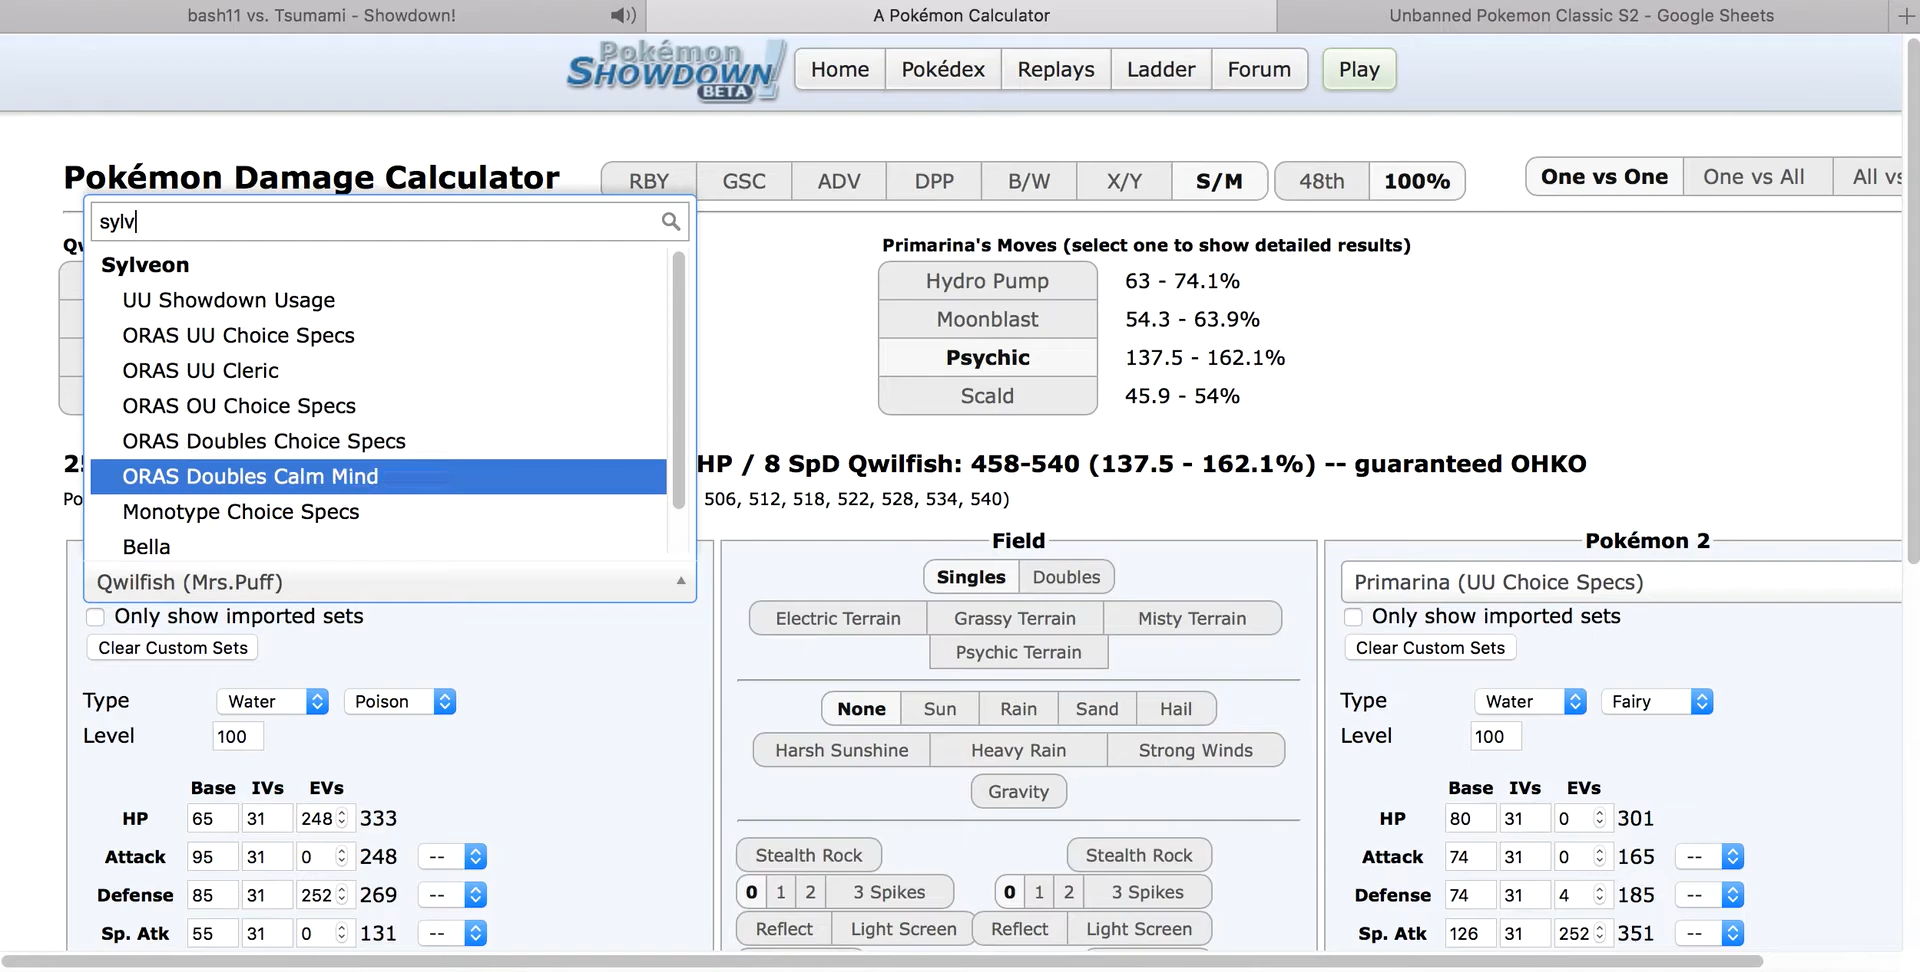 bash11 vs. Tsumami - Showdown!
A Pokémon Calculator
Unbanned Pokemon Classic S2 - Google Sheets
Pokémon SHOWDOWN! BETA
Home Pokédex Replays Ladder Forum Play
Pokémon Damage Calculator
RBY GSC ADV DPP B/W X/Y S/M 48th 100% One vs One One vs All All vs
sylv
Qw
Primarina's Moves (select one to show detailed results)
Sylveon
UU Showdown Usage
ORAS UU Choice Specs
ORAS UU Cleric
ORAS OU Choice Specs
ORAS Doubles Choice Specs
ORAS Doubles Calm Mind
Monotype Choice Specs
Bella
Qwilfish (Mrs.Puff)
Hydro Pump 63 - 74.1%
Moonblast 54.3 - 63.9%
Psychic 137.5 - 162.1%
Scald 45.9 - 54%
HP / 8 SpD Qwilfish: 458-540 (137.5 - 162.1%) -- guaranteed OHKO
Po 506, 512, 518, 522, 528, 534, 540)
Only show imported sets
Clear Custom Sets
Type Water Poison
Level 100
Base IVs EVs
HP 65 31 248 333
Attack 95 31 0 248 --
Defense 85 31 252 269 --
Sp. Atk 55 31 0 131 --
Field
Singles Doubles
Electric Terrain Grassy Terrain Misty Terrain
Psychic Terrain
None Sun Rain Sand Hail
Harsh Sunshine Heavy Rain Strong Winds
Gravity
Stealth Rock Stealth Rock
0 1 2 3 Spikes 0 1 2 3 Spikes
Reflect Light Screen Reflect Light Screen
Pokémon 2
Primarina (UU Choice Specs)
Only show imported sets
Clear Custom Sets
Type Water Fairy
Level 100
Base IVs EVs
HP 80 31 0 301
Attack 74 31 0 165 --
Defense 74 31 4 185 --
Sp. Atk 126 31 252 351 --